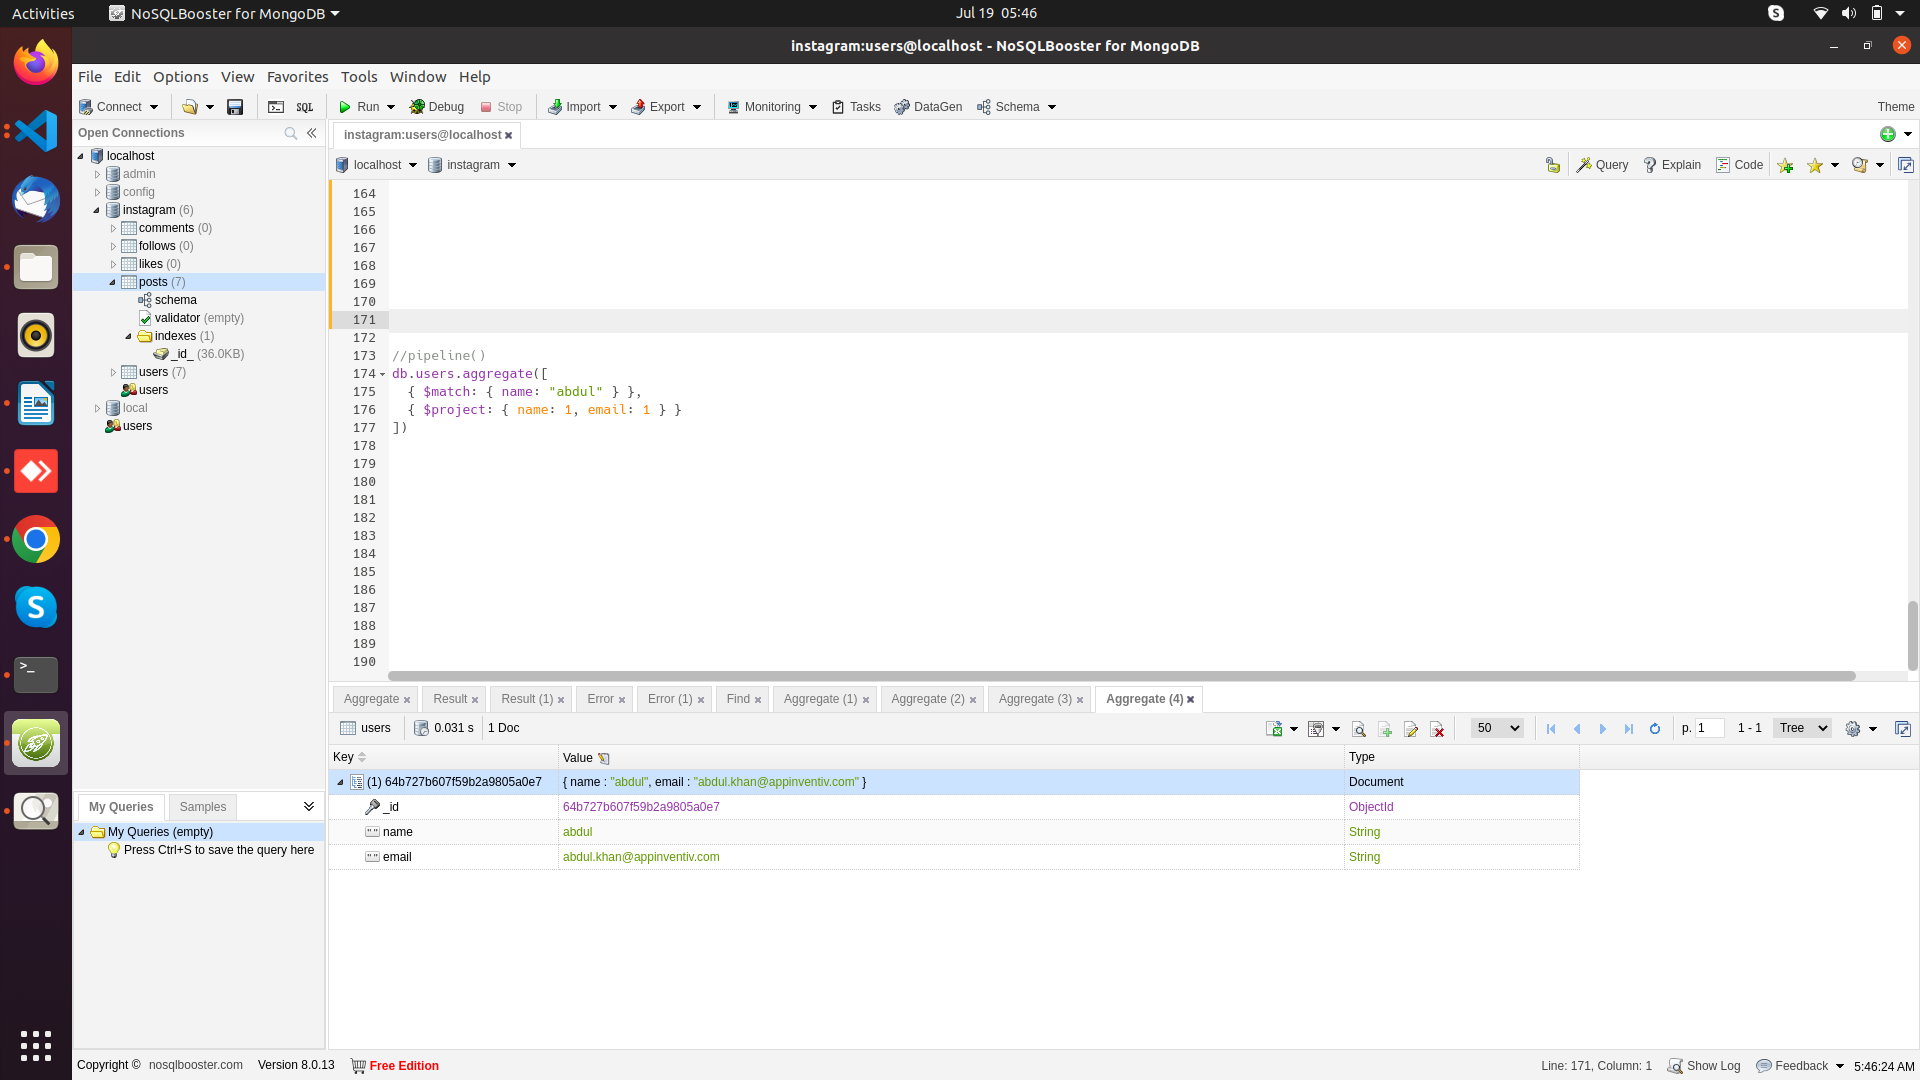 Activities NoSQLBooster for MongoDB Jul 19 05:46
instagram:users@localhost - NoSQLBooster for MongoDB
File Edit Options View Favorites Tools Window Help
Connect SQL Run Debug Stop Import Export Monitoring Tasks DataGen Schema Theme
Open Connections
instagram:users@localhost
localhost
admin
config
instagram (6)
comments (0)
follows (0)
likes (0)
posts (7)
schema
validator (empty)
indexes (1)
_id_ (36.0KB)
users (7)
users
local
users
localhost instagram Query Explain Code
164
165
166
167
168
169
170
171
172
173 //pipeline()
174 db.users.aggregate([
175 { $match: { name: "abdul" } },
176 { $project: { name: 1, email: 1 } }
177 ])
178
179
180
181
182
183
184
185
186
187
188
189
190
Aggregate Result Result (1) Error Error (1) Find Aggregate (1) Aggregate (2) Aggregate (3) Aggregate (4)
users 0.031 s 1 Doc 50 p. 1 1 - 1 Tree
Key Value Type
(1) 64b727b607f59b2a9805a0e7 { name : "abdul", email : "abdul.khan@appinventiv.com" } Document
_id 64b727b607f59b2a9805a0e7 ObjectId
name abdul String
email abdul.khan@appinventiv.com String
My Queries Samples
My Queries (empty)
Press Ctrl+S to save the query here
Copyright © nosqlbooster.com Version 8.0.13 Free Edition Line: 171, Column: 1 Show Log Feedback 5:46:24 AM